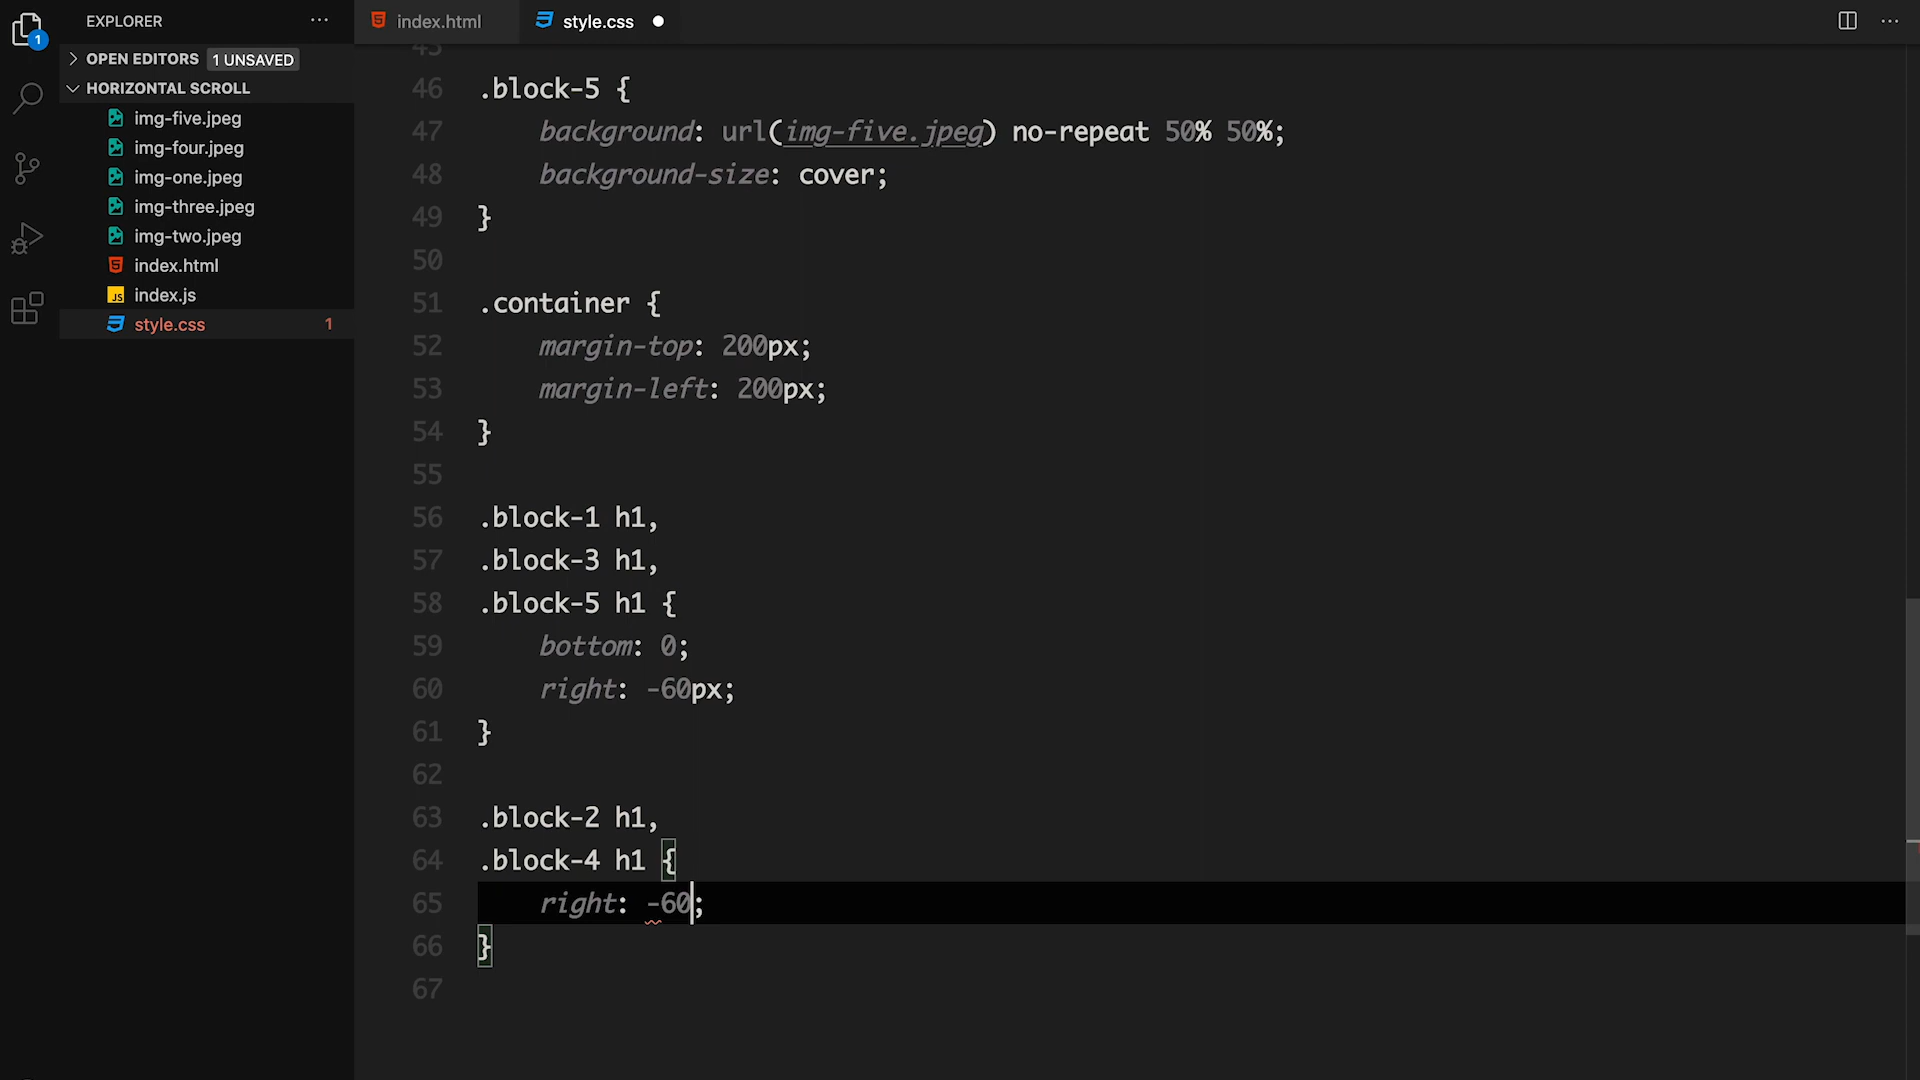 EXPLORER
1
OPEN EDITORS 1 UNSAVED
HORIZONTAL SCROLL
img-five.jpeg
img-four.jpeg
img-one.jpeg
img-three.jpeg
img-two.jpeg
index.html
JS index.js
style.css 1
index.html style.css
45
46 .block-5 {
47 background: url(img-five.jpeg) no-repeat 50% 50%;
48 background-size: cover;
49 }
50
51 .container {
52 margin-top: 200px;
53 margin-left: 200px;
54 }
55
56 .block-1 h1,
57 .block-3 h1,
58 .block-5 h1 {
59 bottom: 0;
60 right: -60px;
61 }
62
63 .block-2 h1,
64 .block-4 h1 {
65 right: -60;
66 }
67